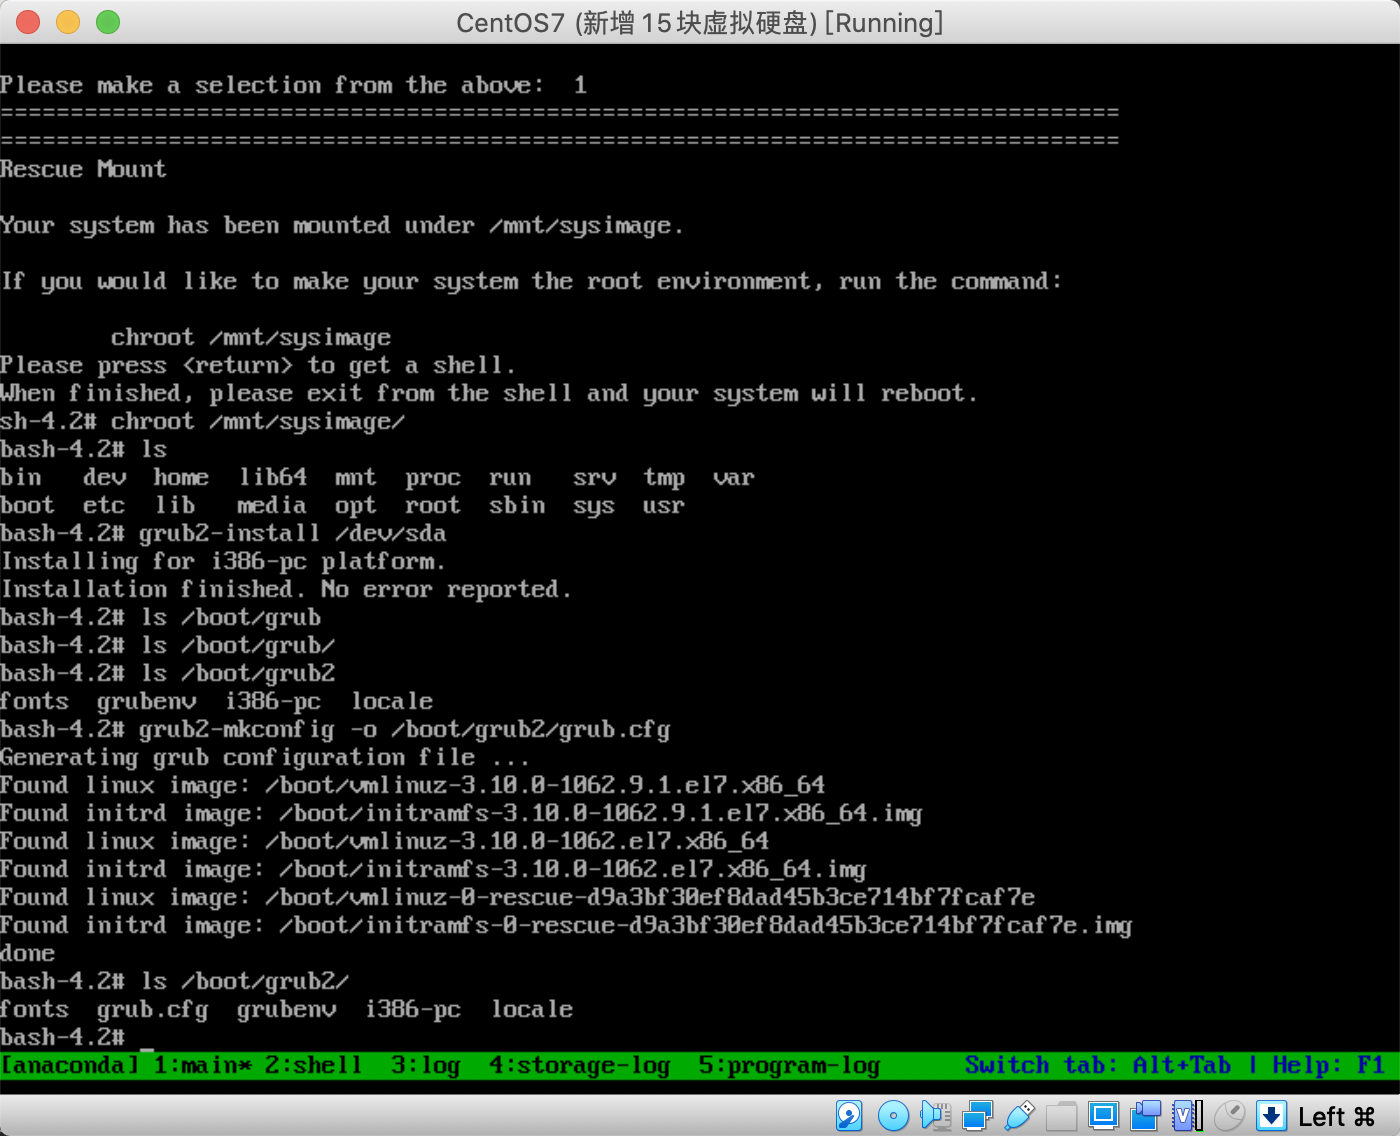 CentOS7 (新增 15块虚拟硬盘) [Running]
Please make a selection from the above:  1
================================================================================
================================================================================
Rescue Mount
Your system has been mounted under /mnt/sysimage.
If you would like to make your system the root environment, run the command:
        chroot /mnt/sysimage
Please press <return> to get a shell.
When finished, please exit from the shell and your system will reboot.
sh-4.2# chroot /mnt/sysimage/
bash-4.2# ls
bin   dev  home  lib64  mnt  proc  run   srv  tmp  var
boot  etc  lib   media  opt  root  sbin  sys  usr
bash-4.2# grub2-install /dev/sda
Installing for i386-pc platform.
Installation finished. No error reported.
bash-4.2# ls /boot/grub
bash-4.2# ls /boot/grub/
bash-4.2# ls /boot/grub2
fonts  grubenv  i386-pc  locale
bash-4.2# grub2-mkconfig -o /boot/grub2/grub.cfg
Generating grub configuration file ...
Found linux image: /boot/vmlinuz-3.10.0-1062.9.1.el7.x86_64
Found initrd image: /boot/initramfs-3.10.0-1062.9.1.el7.x86_64.img
Found linux image: /boot/vmlinuz-3.10.0-1062.el7.x86_64
Found initrd image: /boot/initramfs-3.10.0-1062.el7.x86_64.img
Found linux image: /boot/vmlinuz-0-rescue-d9a3bf30ef8dad45b3ce714bf7fcaf7e
Found initrd image: /boot/initramfs-0-rescue-d9a3bf30ef8dad45b3ce714bf7fcaf7e.img
done
bash-4.2# ls /boot/grub2/
fonts  grub.cfg  grubenv  i386-pc  locale
bash-4.2# _
[anaconda] 1:main* 2:shell  3:log  4:storage-log  5:program-log      Switch tab: Alt+Tab | Help: F1
Left ⌘